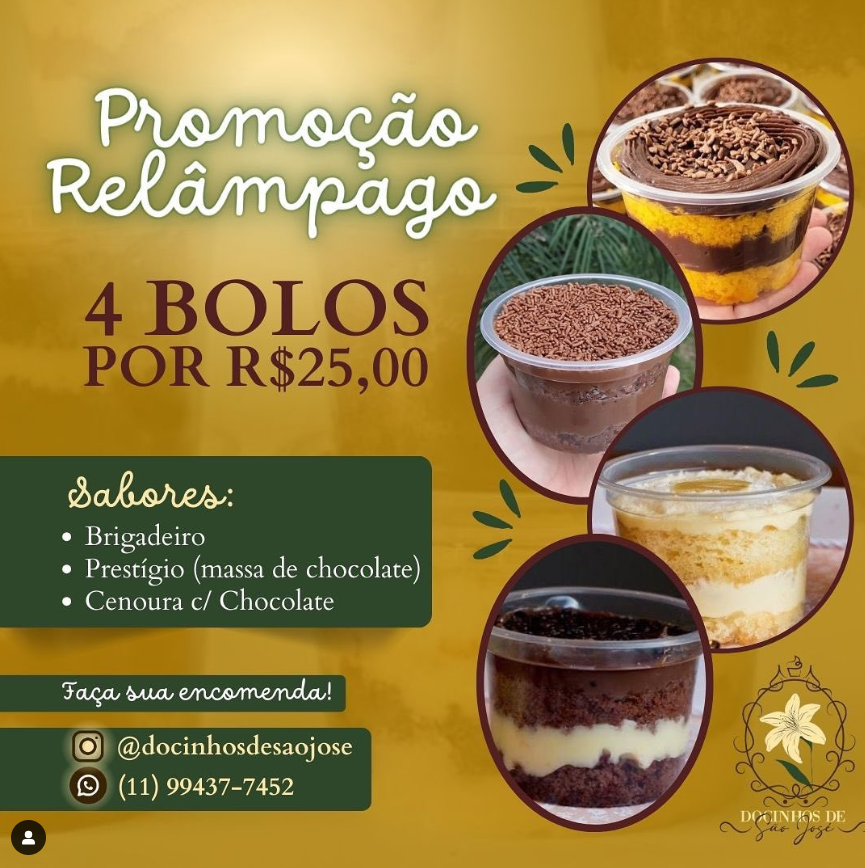 Promoção
Relâmpago
4 BOLOS
POR R$25,00
Sabores:
• Brigadeiro
• Prestígio (massa de chocolate)
• Cenoura c/ Chocolate
Faça sua encomenda!
@docinhosdesaojose
(11) 99437-7452
DOCINHOS DE
São José